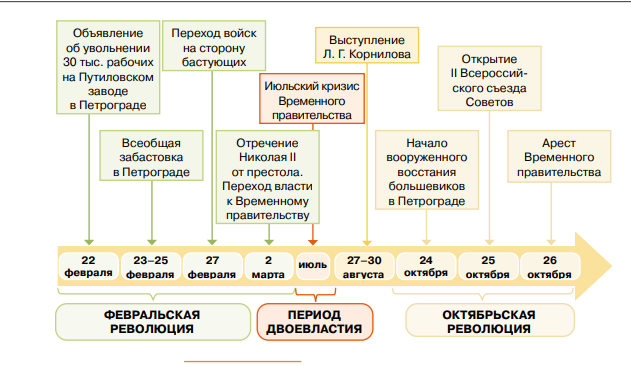 Объявление
об увольнении
30 тыс. рабочих
на Путиловском
заводе
в Петрограде
Переход войск
на сторону
бастующих
Выступление
Л. Г. Корнилова
Открытие
II Всероссий-
ского съезда
Советов
Июльский кризис
Временного
правительства
Всеобщая
забастовка
в Петрограде
Отречение
Николая II
от престола.
Переход власти
к Временному
правительству
Начало
вооруженного
восстания
большевиков
в Петрограде
Арест
Временного
правительства
22
февраля
23–25
февраля
27
февраля
2
марта
июль
27–30
августа
24
октября
25
октября
26
октября
ФЕВРАЛЬСКАЯ
РЕВОЛЮЦИЯ
ПЕРИОД
ДВОЕВЛАСТИЯ
ОКТЯБРЬСКАЯ
РЕВОЛЮЦИЯ